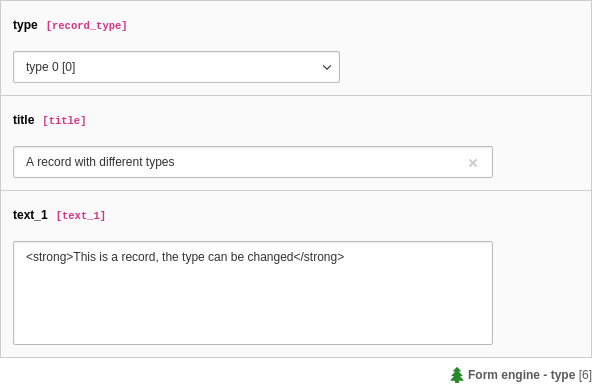 type [record_type]
type 0 [0]
title [title]
A record with different types
text_1 [text_1]
<strong>This is a record, the type can be changed</strong>
Form engine - type [6]